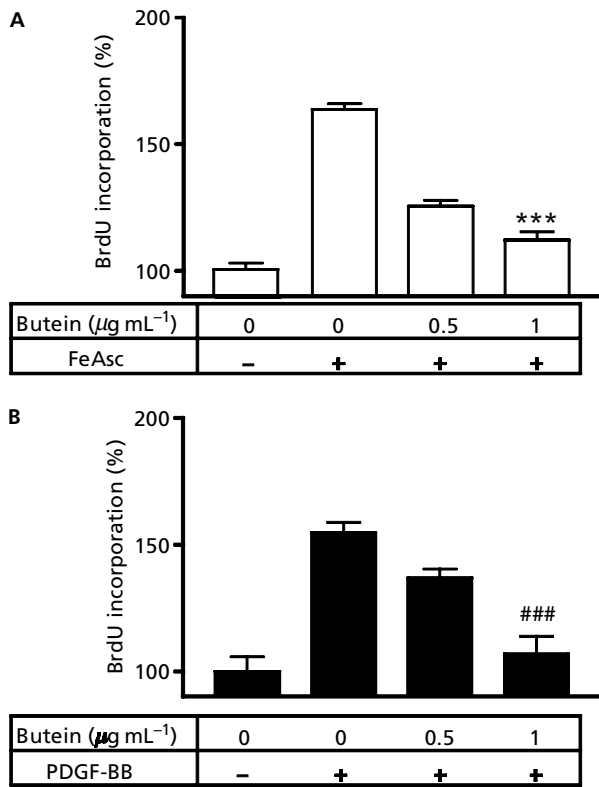 A
BrdU incorporation (%)
200
150
100
***
Butein (μg mL⁻¹) 0 0 0.5 1
FeAsc – + + +
B
BrdU incorporation (%)
200
150
100
###
Butein (μg mL⁻¹) 0 0 0.5 1
PDGF-BB – + + +